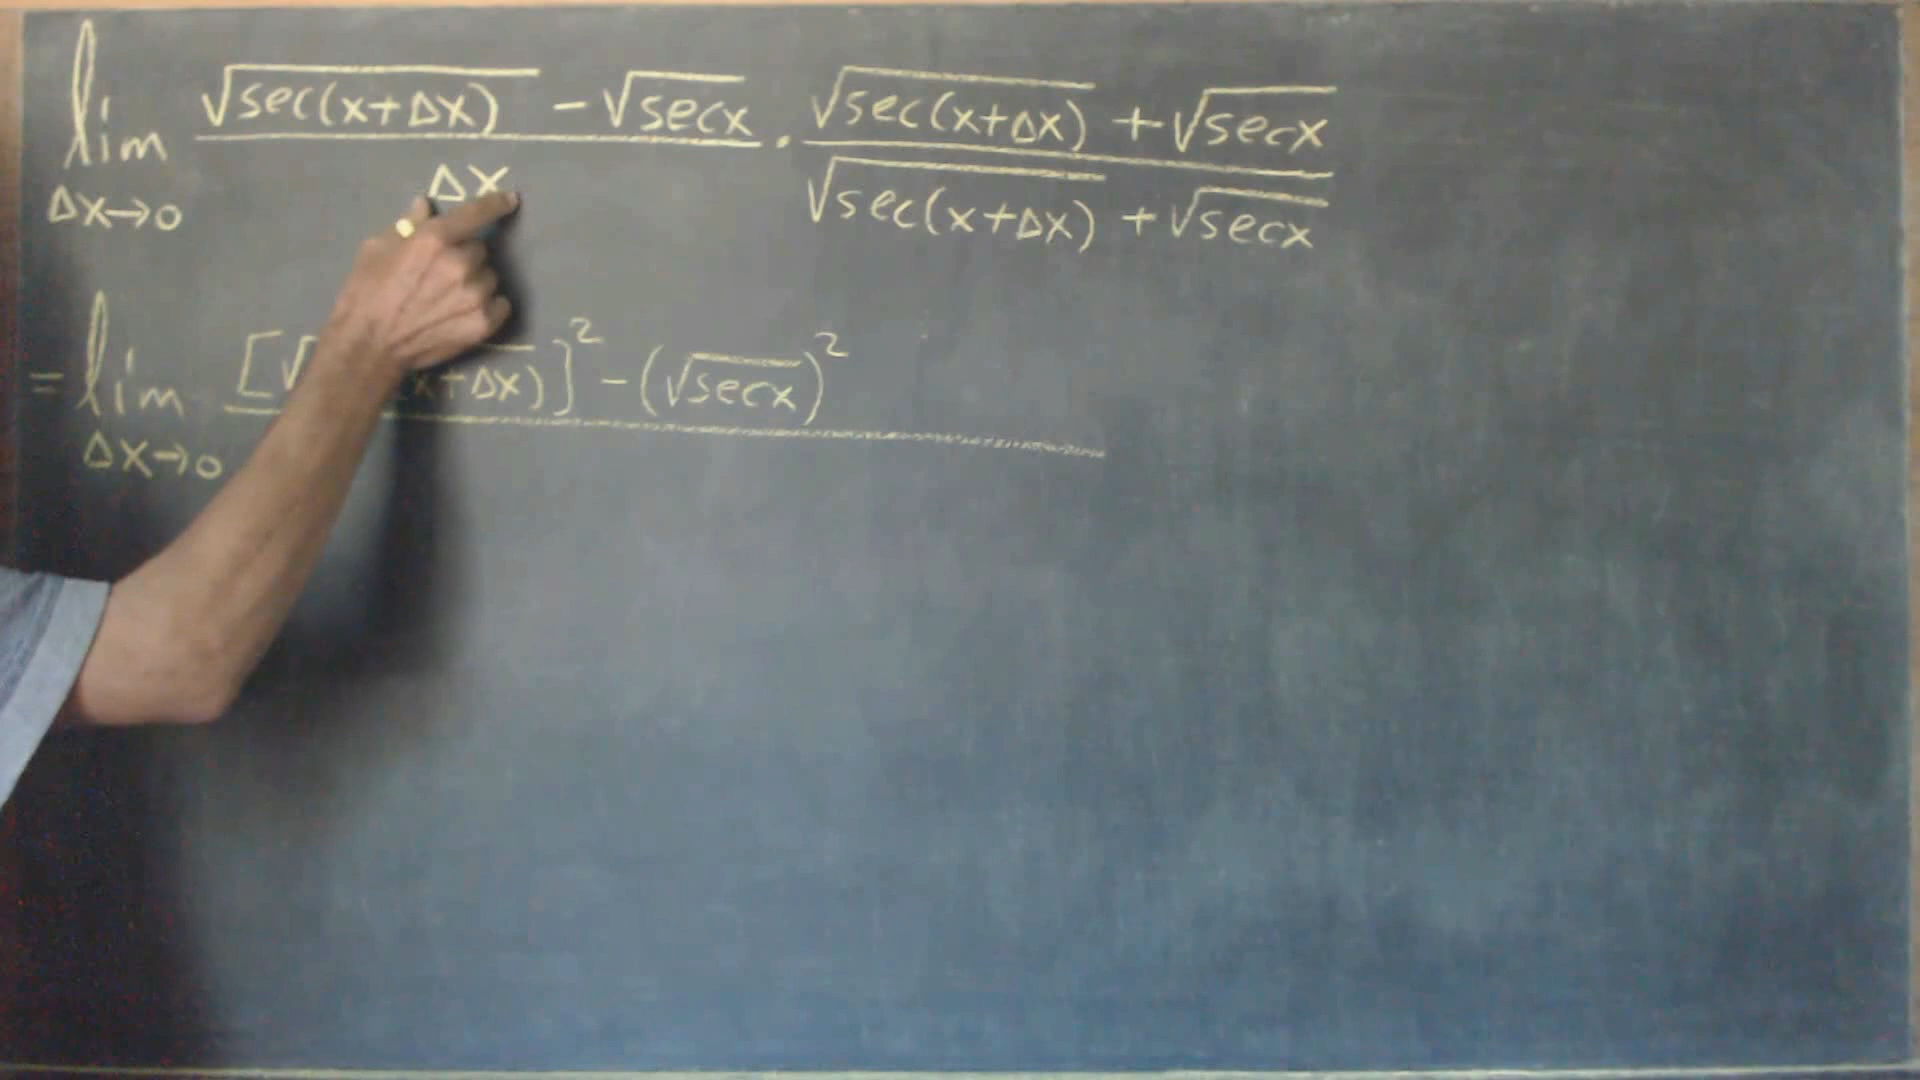 lim √sec(x+Δx) - √secx / Δx · √sec(x+Δx) + √secx / √sec(x+Δx) + √secx
Δx→0
= lim [√ (x+Δx)]² - (√secx)²
Δx→0